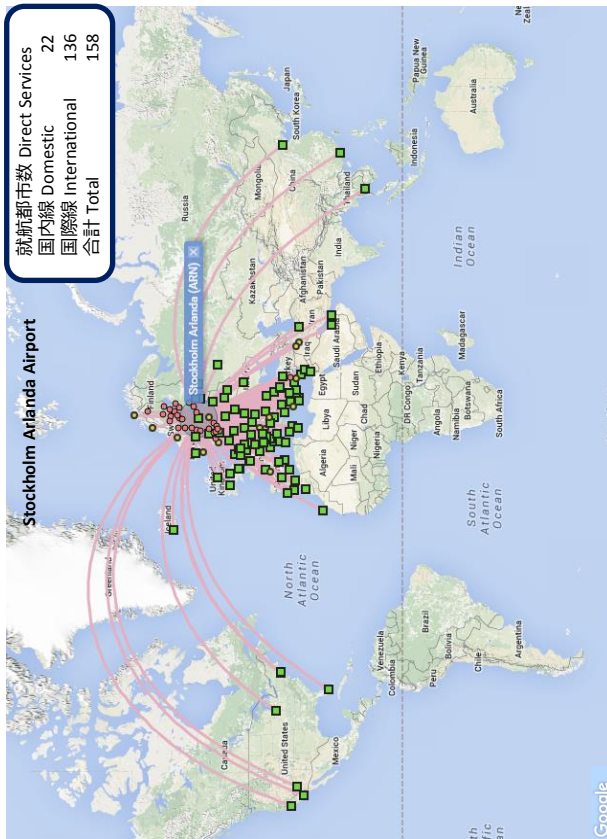 Stockholm Arlanda Airport
就航都市数 Direct Services
国内線 Domestic 22
国際線 International 136
合計 Total 158
Stockholm Arlanda (ARN) ×
Greenland
Iceland
Finland
Russia
Canada
United States
Mexico
North
Atlantic
Ocean
Kazakhstan
Mongolia
China
South Korea
Japan
Afghanistan
Pakistan
India
Thailand
Iran
Iraq
Saudi Arabia
Egypt
Libya
Algeria
Mali
Niger
Chad
Sudan
Nigeria
Ethiopia
Kenya
DR Congo
Tanzania
Angola
Namibia
Botswana
Madagascar
South Africa
Venezuela
Colombia
Peru
Brazil
Bolivia
Chile
Argentina
South
Atlantic
Ocean
Indian
Ocean
Indonesia
Papua New
Guinea
Australia
Google